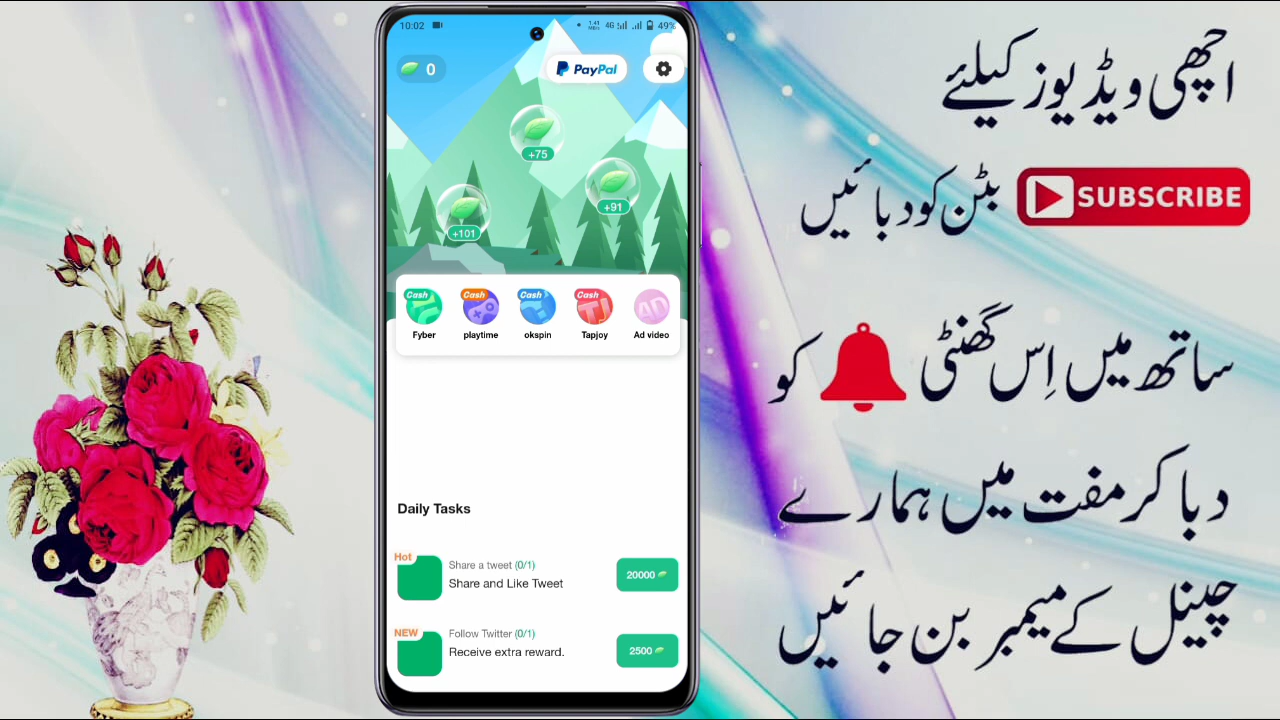 10:02
1.41
4G
49%
0
PayPal
+75
+91
+101
Cash
Cash
Cash
Cash
AD
Fyber
playtime
okspin
Tapjoy
Ad video
Daily Tasks
Hot
Share a tweet (0/1)
Share and Like Tweet
20000
NEW
Follow Twitter (0/1)
Receive extra reward.
2500
اچھی ویڈیوز کیلئے
SUBSCRIBE بٹن کو دبائیں
ساتھ میں اِس گھنٹی کو
دبا کر مفت میں ہمارے
چینل کے میمبر بن جائیں